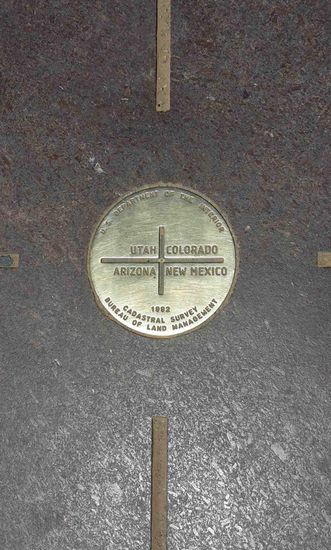 U.S. DEPARTMENT OF THE INTERIOR
UTAH COLORADO
ARIZONA NEW MEXICO
1992
CADASTRAL SURVEY
BUREAU OF LAND MANAGEMENT